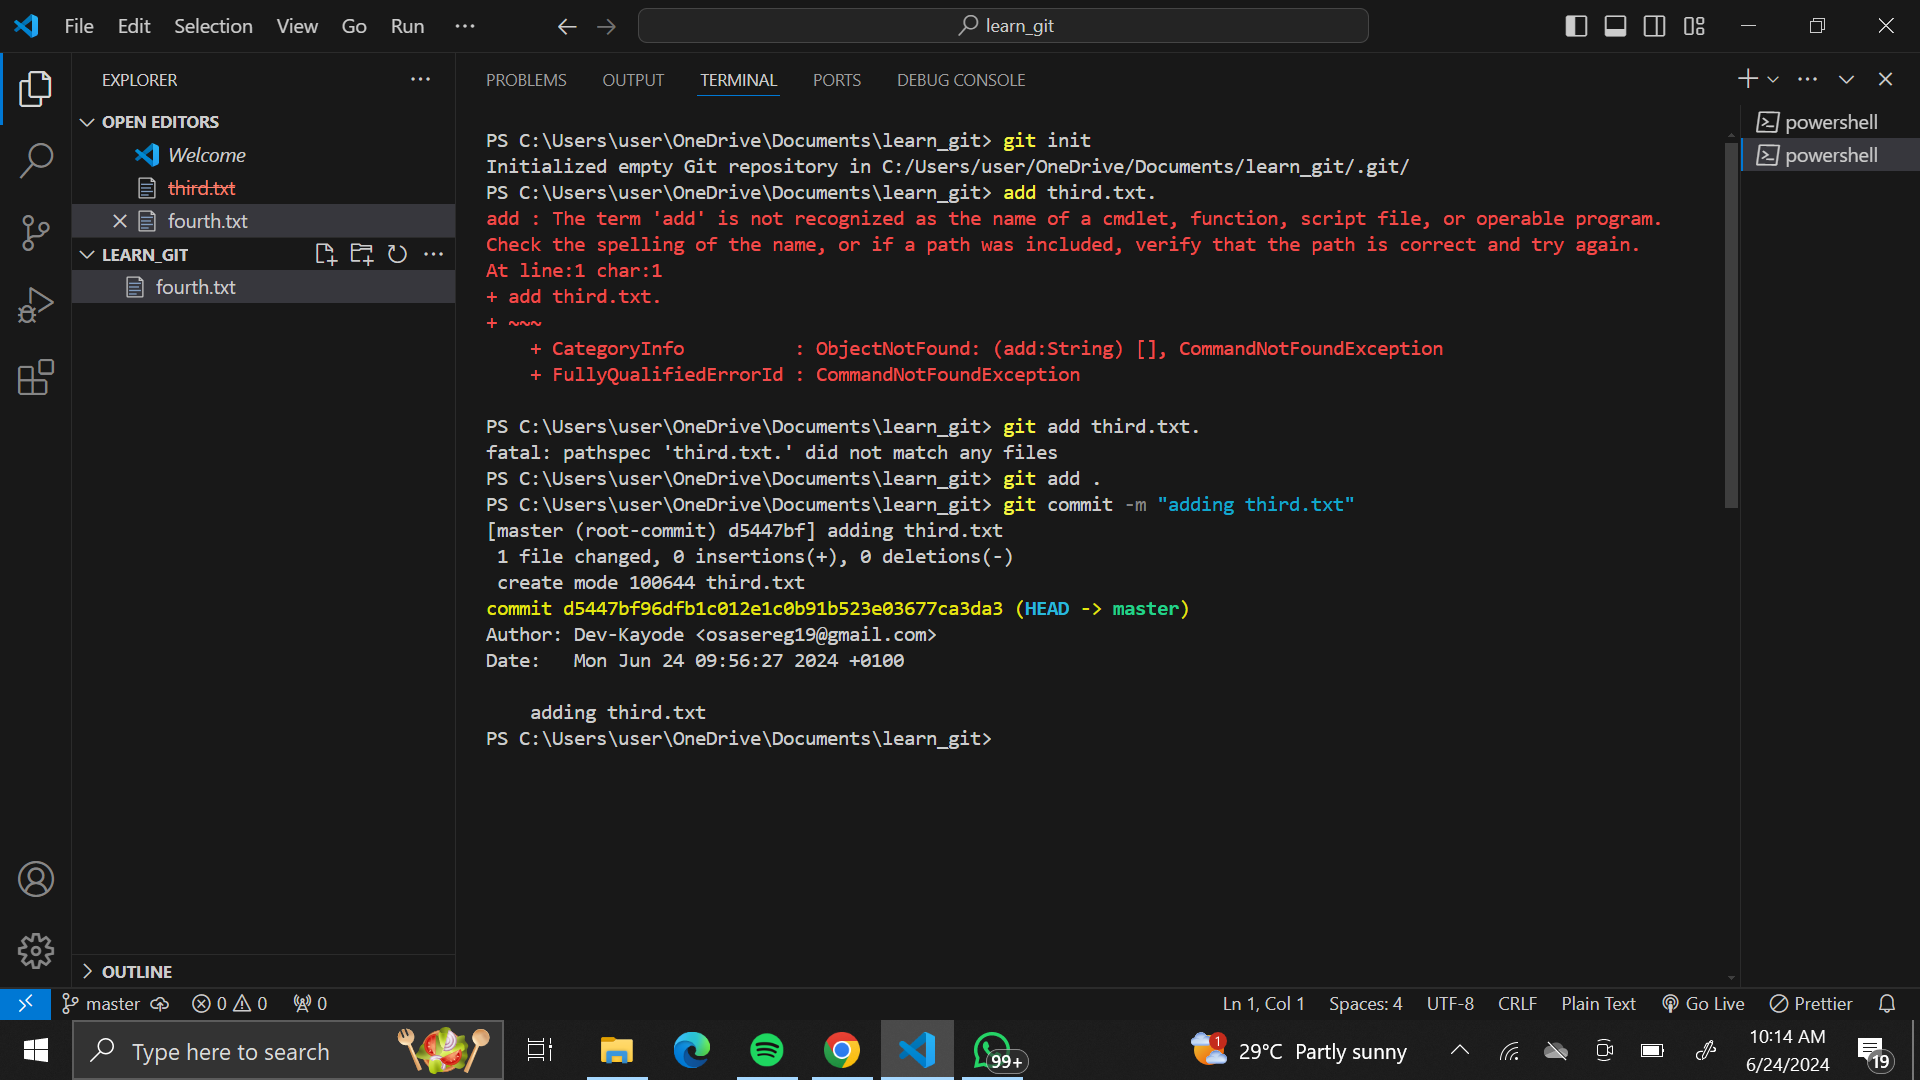 File Edit Selection View Go Run ··· learn_git
EXPLORER
OPEN EDITORS
Welcome
third.txt
fourth.txt
LEARN_GIT
fourth.txt
OUTLINE
PROBLEMS OUTPUT TERMINAL PORTS DEBUG CONSOLE
PS C:\Users\user\OneDrive\Documents\learn_git> git init
Initialized empty Git repository in C:/Users/user/OneDrive/Documents/learn_git/.git/
PS C:\Users\user\OneDrive\Documents\learn_git> add third.txt.
add : The term 'add' is not recognized as the name of a cmdlet, function, script file, or operable program.
Check the spelling of the name, or if a path was included, verify that the path is correct and try again.
At line:1 char:1
+ add third.txt.
+ ~~~
+ CategoryInfo : ObjectNotFound: (add:String) [], CommandNotFoundException
+ FullyQualifiedErrorId : CommandNotFoundException
PS C:\Users\user\OneDrive\Documents\learn_git> git add third.txt.
fatal: pathspec 'third.txt.' did not match any files
PS C:\Users\user\OneDrive\Documents\learn_git> git add .
PS C:\Users\user\OneDrive\Documents\learn_git> git commit -m "adding third.txt"
[master (root-commit) d5447bf] adding third.txt
1 file changed, 0 insertions(+), 0 deletions(-)
create mode 100644 third.txt
commit d5447bf96dfb1c012e1c0b91b523e03677ca3da3 (HEAD -> master)
Author: Dev-Kayode <osasereg19@gmail.com>
Date: Mon Jun 24 09:56:27 2024 +0100
adding third.txt
PS C:\Users\user\OneDrive\Documents\learn_git>
powershell
powershell
master 0 0 0 Ln 1, Col 1 Spaces: 4 UTF-8 CRLF Plain Text Go Live Prettier
Type here to search
99+
1
29°C Partly sunny
10:14 AM
6/24/2024
19